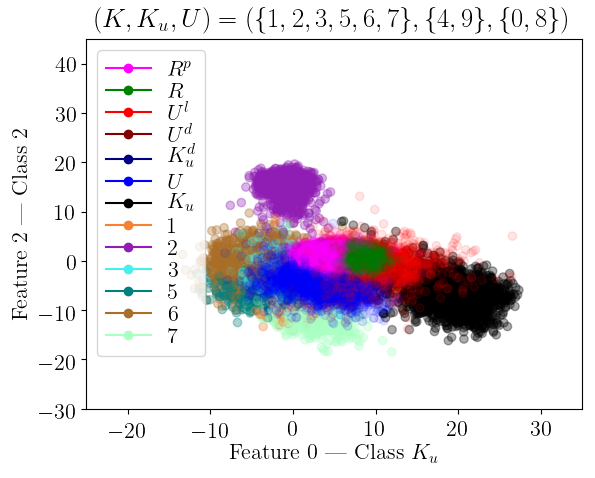 (K, K_u, U) = ({1, 2, 3, 5, 6, 7}, {4, 9}, {0, 8})
Feature 2 — Class 2
40
30
20
10
0
−10
−20
−30
R^p
R
U^l
U^d
K_u^d
U
K_u
1
2
3
5
6
7
−20
−10
0
10
20
30
Feature 0 — Class K_u